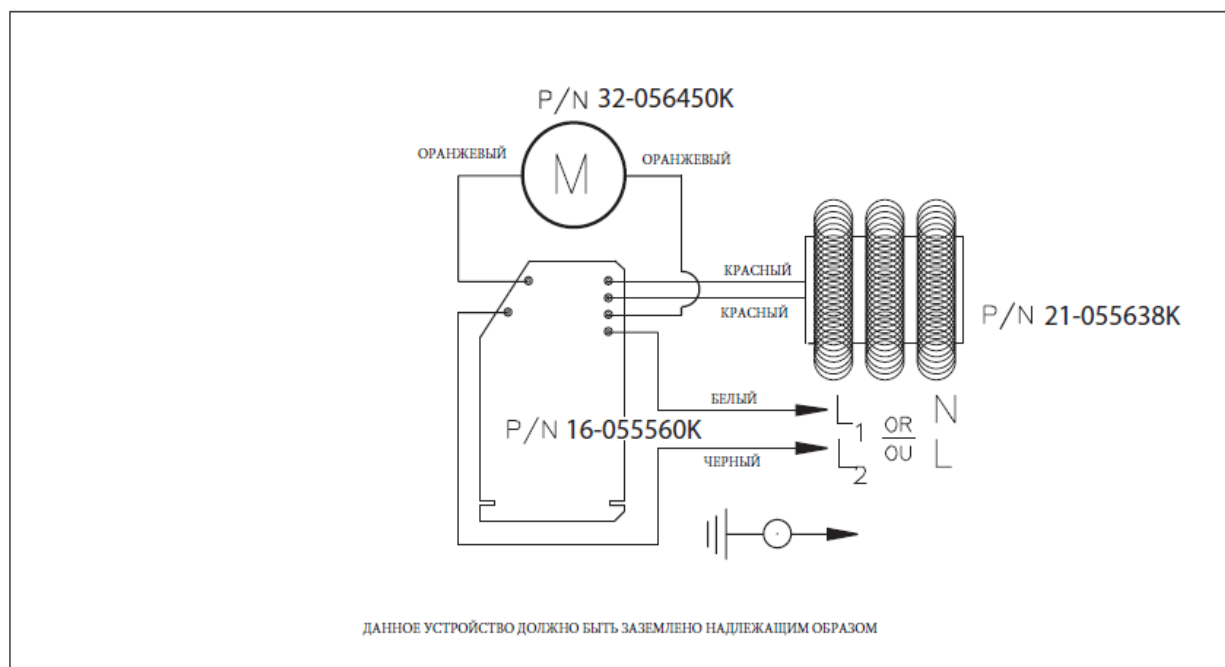 P/N 32-056450K
ОРАНЖЕВЫЙ
ОРАНЖЕВЫЙ
M
КРАСНЫЙ
КРАСНЫЙ
P/N 21-055638K
БЕЛЫЙ
L1 OR N
P/N 16-055560K
ЧЕРНЫЙ
L2 OU L
ДАННОЕ УСТРОЙСТВО ДОЛЖНО БЫТЬ ЗАЗЕМЛЕНО НАДЛЕЖАЩИМ ОБРАЗОМ